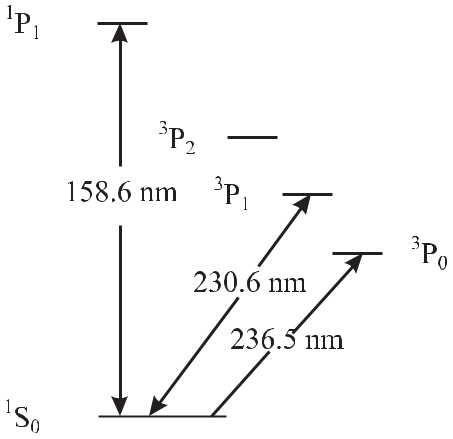 ¹P₁
³P₂
158.6 nm
³P₁
³P₀
230.6 nm
236.5 nm
¹S₀